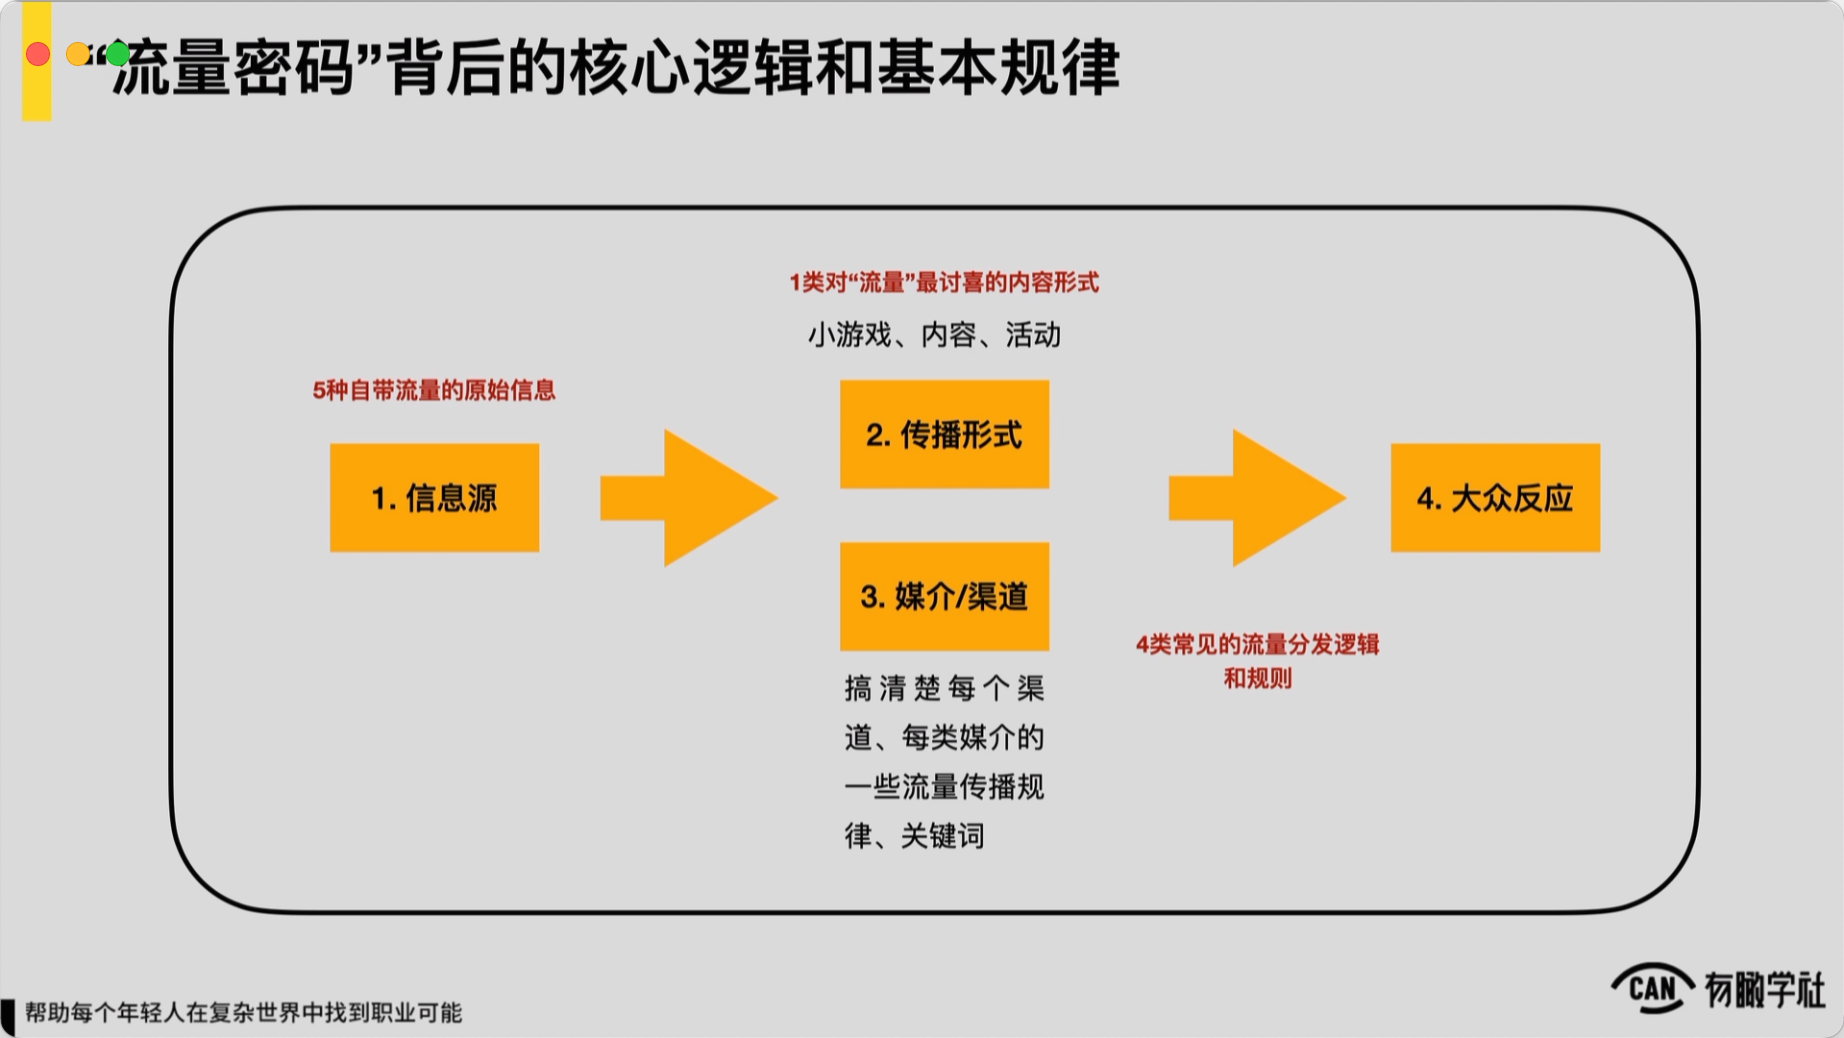 “流量密码”背后的核心逻辑和基本规律
1类对“流量”最讨喜的内容形式
小游戏、内容、活动
5种自带流量的原始信息
1. 信息源
2. 传播形式
3. 媒介/渠道
搞清楚每个渠
道、每类媒介的
一些流量传播规
律、关键词
4类常见的流量分发逻辑
和规则
4. 大众反应
帮助每个年轻人在复杂世界中找到职业可能
CAN 有瞰学社